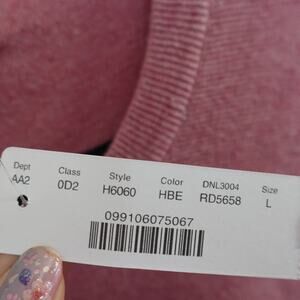 Dept Class Style Color DNL3004 Size
AA2 0D2 H6060 HBE RD5658 L
099106075067